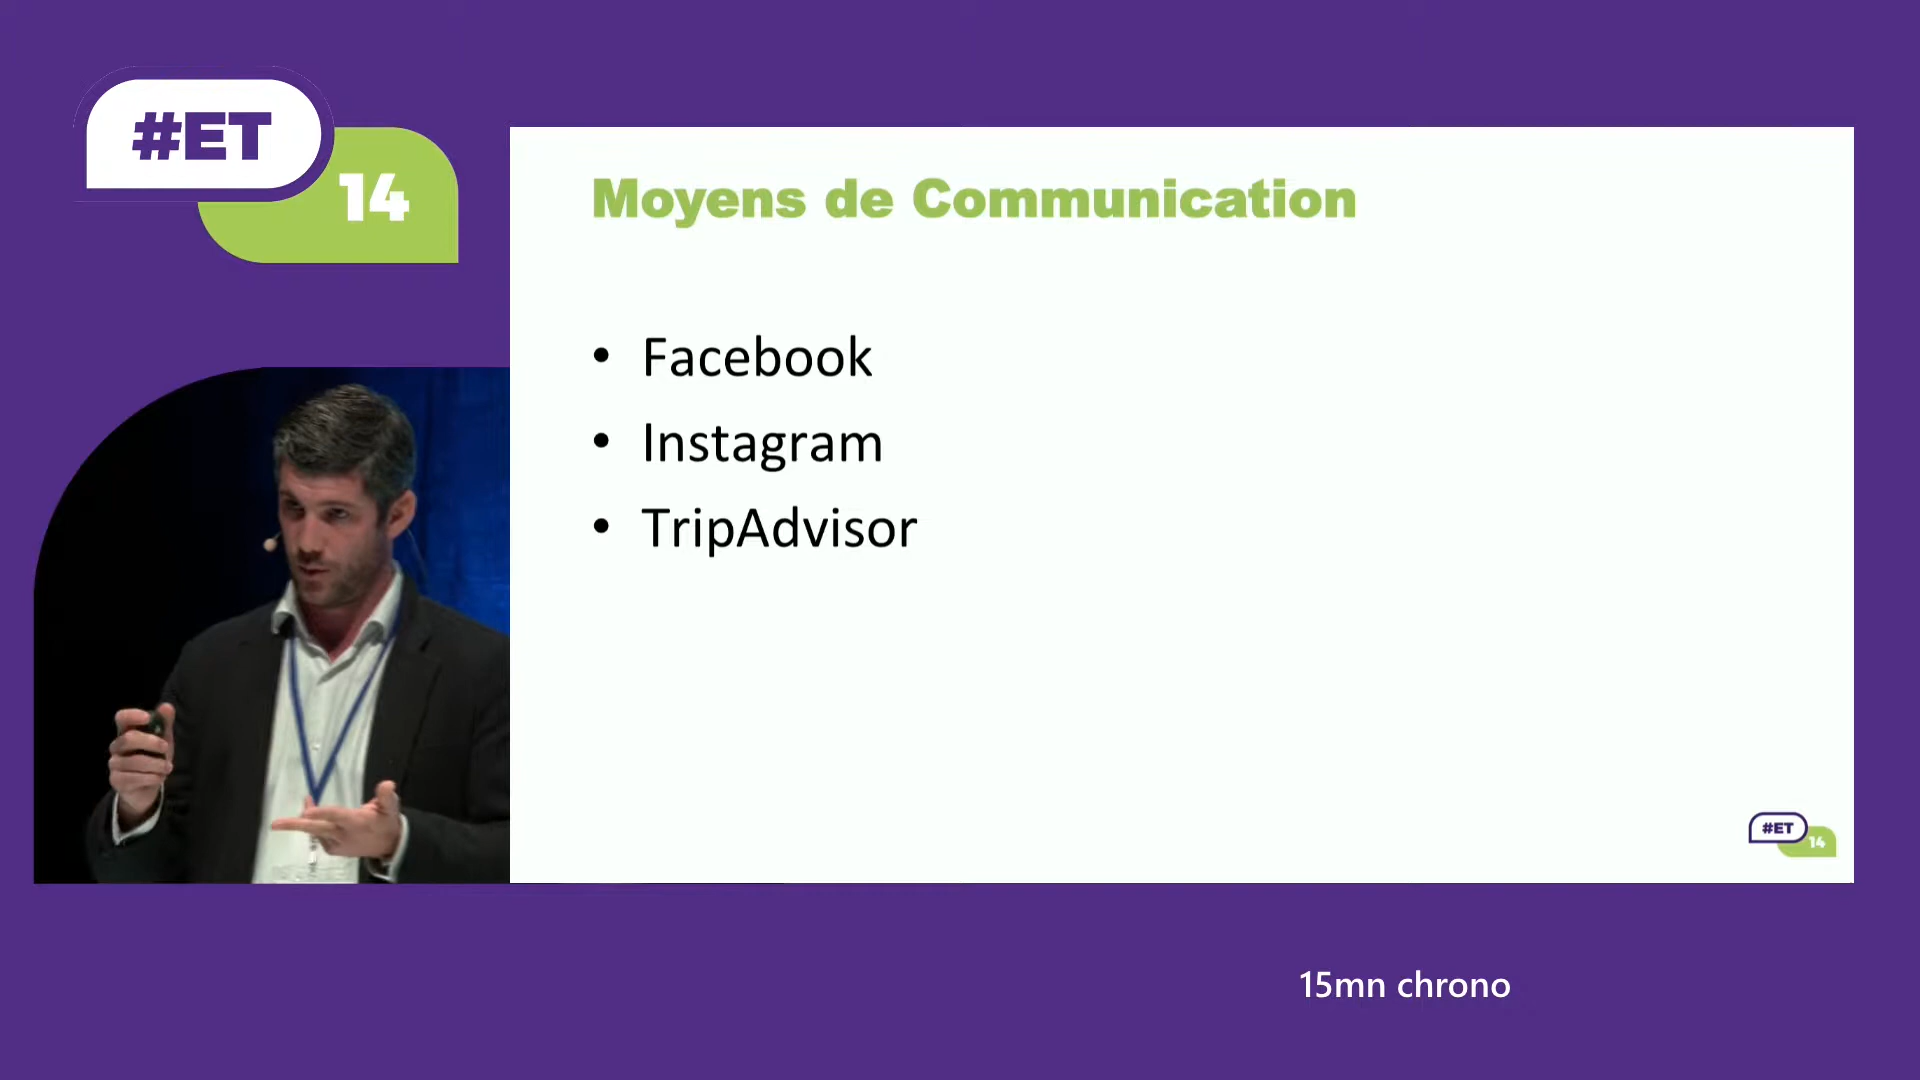 #ET
14
Moyens de Communication
• Facebook
• Instagram
• TripAdvisor
#ET
14
15mn chrono